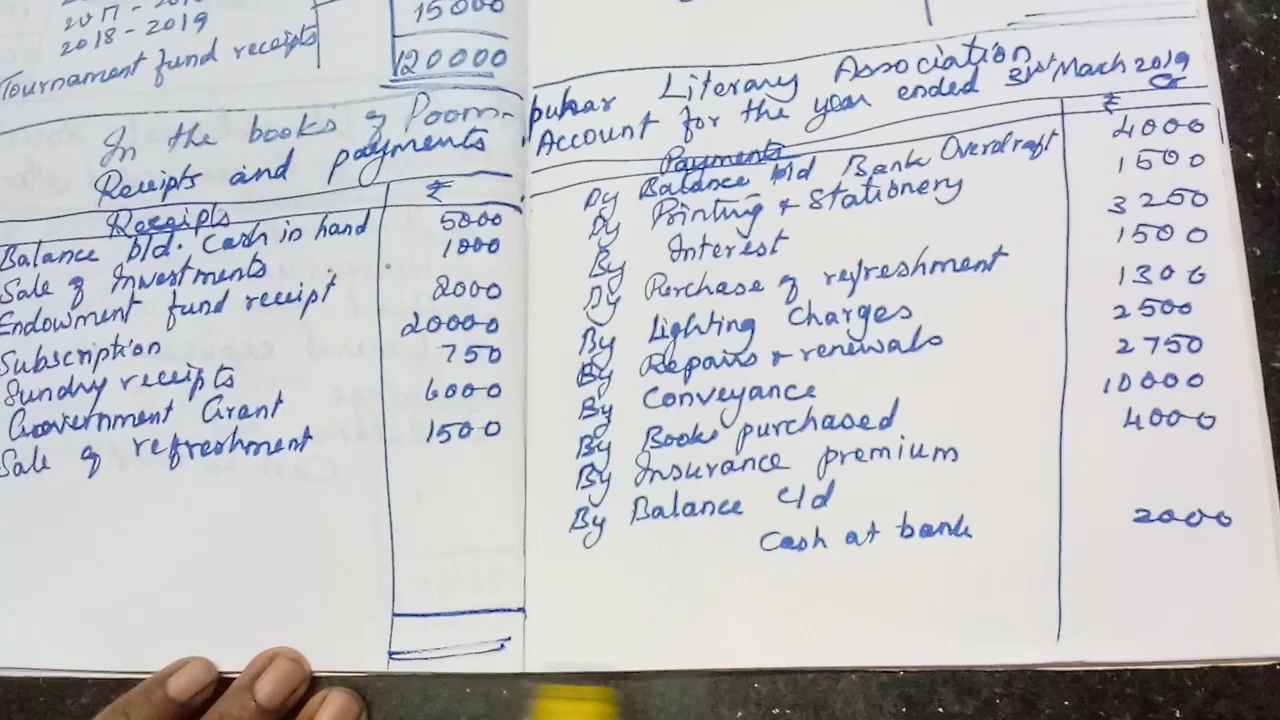 2018-2019
Tournament fund receipts
15000
120000
In the books of Poom-
Receipts and payments
Receipts ₹
Balance b/d. Cash in hand 5000
Sale of Investments 1000
Endowment fund receipt 2000
Subscription 20000
Sundry receipts 750
Government Grant 6000
Sale of refreshment 1500
puhar Literary Association
Account for the year ended 31st March 2019
Cr
Payments ₹
By Balance b/d Bank Overdraft 4000
By Printing & Stationery 1500
By Interest 3250
By Purchase of refreshment 1500
By Lighting Charges 1300
By Repairs & renewals 2500
By Conveyance 2750
By Books purchased 10000
By Insurance premium 4000
By Balance c/d
Cash at bank 2000